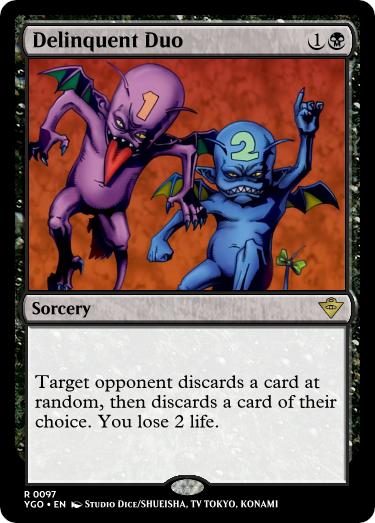 Delinquent Duo 1
1
2
Sorcery
Target opponent discards a card at
random, then discards a card of their
choice. You lose 2 life.
R 0097
YGO • EN Studio Dice/SHUEISHA, TV TOKYO, KONAMI